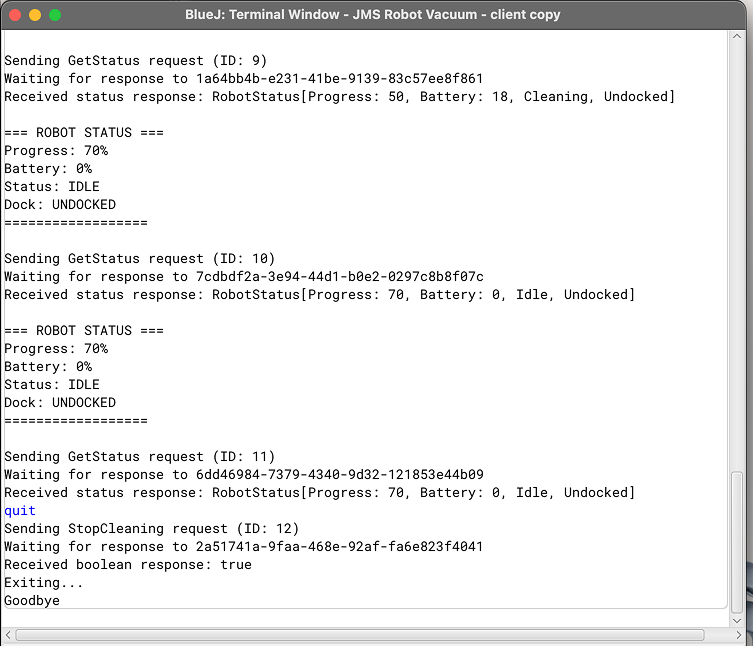 BlueJ: Terminal Window - JMS Robot Vacuum - client copy
Sending GetStatus request (ID: 9)
Waiting for response to 1a64bb4b-e231-41be-9139-83c57ee8f861
Received status response: RobotStatus[Progress: 50, Battery: 18, Cleaning, Undocked]
=== ROBOT STATUS ===
Progress: 70%
Battery: 0%
Status: IDLE
Dock: UNDOCKED
==================
Sending GetStatus request (ID: 10)
Waiting for response to 7cdbdf2a-3e94-44d1-b0e2-0297c8b8f07c
Received status response: RobotStatus[Progress: 70, Battery: 0, Idle, Undocked]
=== ROBOT STATUS ===
Progress: 70%
Battery: 0%
Status: IDLE
Dock: UNDOCKED
==================
Sending GetStatus request (ID: 11)
Waiting for response to 6dd46984-7379-4340-9d32-121853e44b09
Received status response: RobotStatus[Progress: 70, Battery: 0, Idle, Undocked]
quit
Sending StopCleaning request (ID: 12)
Waiting for response to 2a51741a-9faa-468e-92af-fa6e823f4041
Received boolean response: true
Exiting...
Goodbye